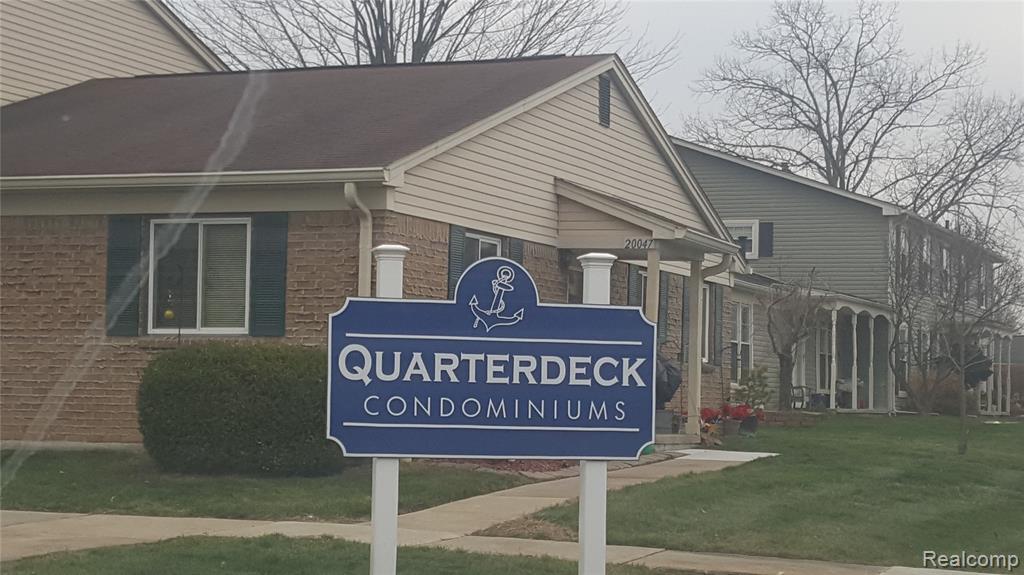 20047
QUARTERDECK
CONDOMINIUMS
Realcomp